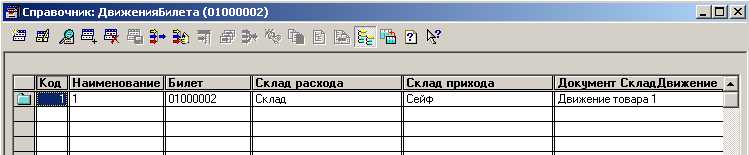 Справочник: ДвиженияБилета (01000002)
Код Наименование Билет Склад расхода Склад прихода Документ СкладДвижение
1 1 01000002 Склад Сейф Движение товара 1